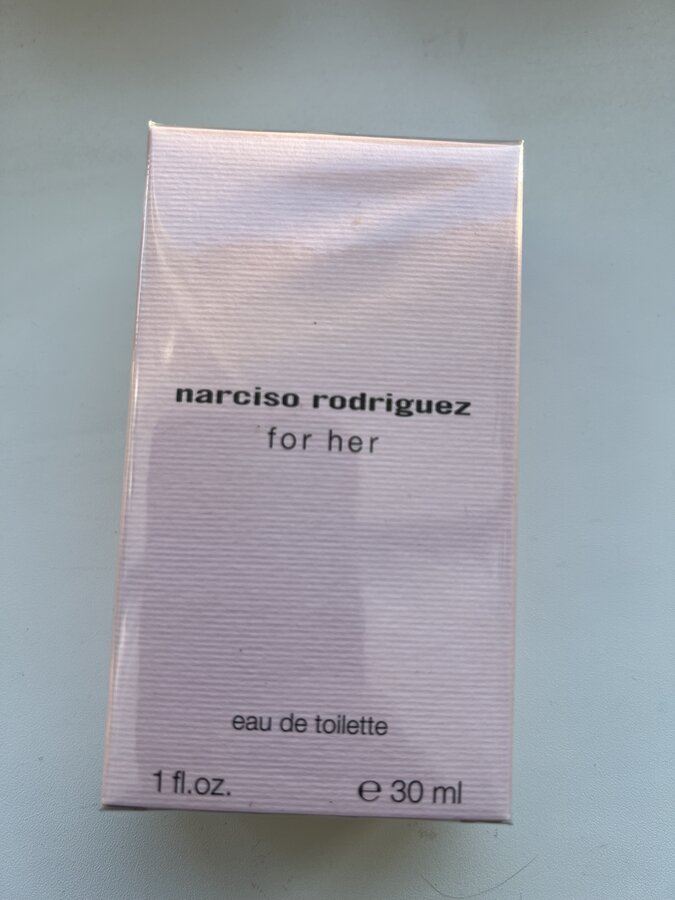 narciso rodriguez
for her
eau de toilette
1 fl.oz. ℮ 30 ml